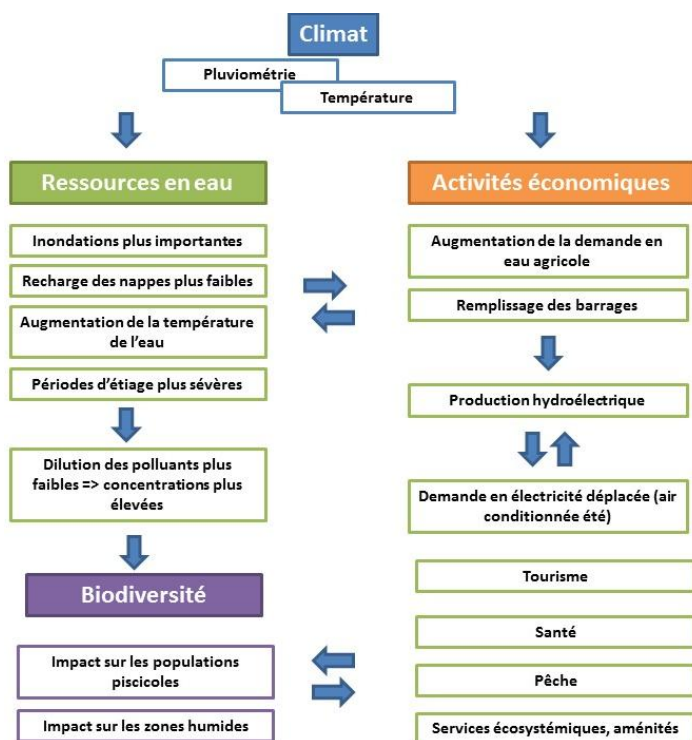 Climat
Pluviométrie
Température
Ressources en eau
Inondations plus importantes
Recharge des nappes plus faibles
Augmentation de la température
de l'eau
Périodes d'étiage plus sévères
Dilution des polluants plus
faibles => concentrations plus
élevées
Biodiversité
Impact sur les populations
piscicoles
Impact sur les zones humides
Activités économiques
Augmentation de la demande en
eau agricole
Remplissage des barrages
Production hydroélectrique
Demande en électricité déplacée (air
conditionnée été)
Tourisme
Santé
Pêche
Services écosystémiques, aménités